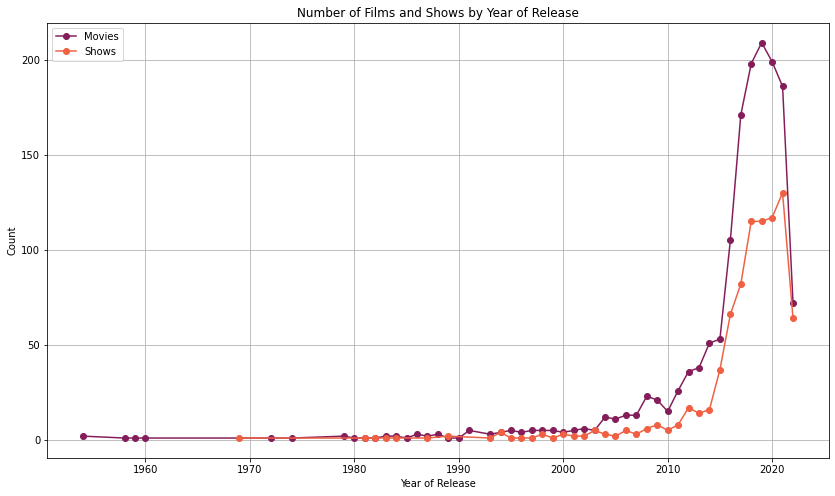 Number of Films and Shows by Year of Release
Movies
Shows
200
150
100
50
0
Count
1960 1970 1980 1990 2000 2010 2020
Year of Release